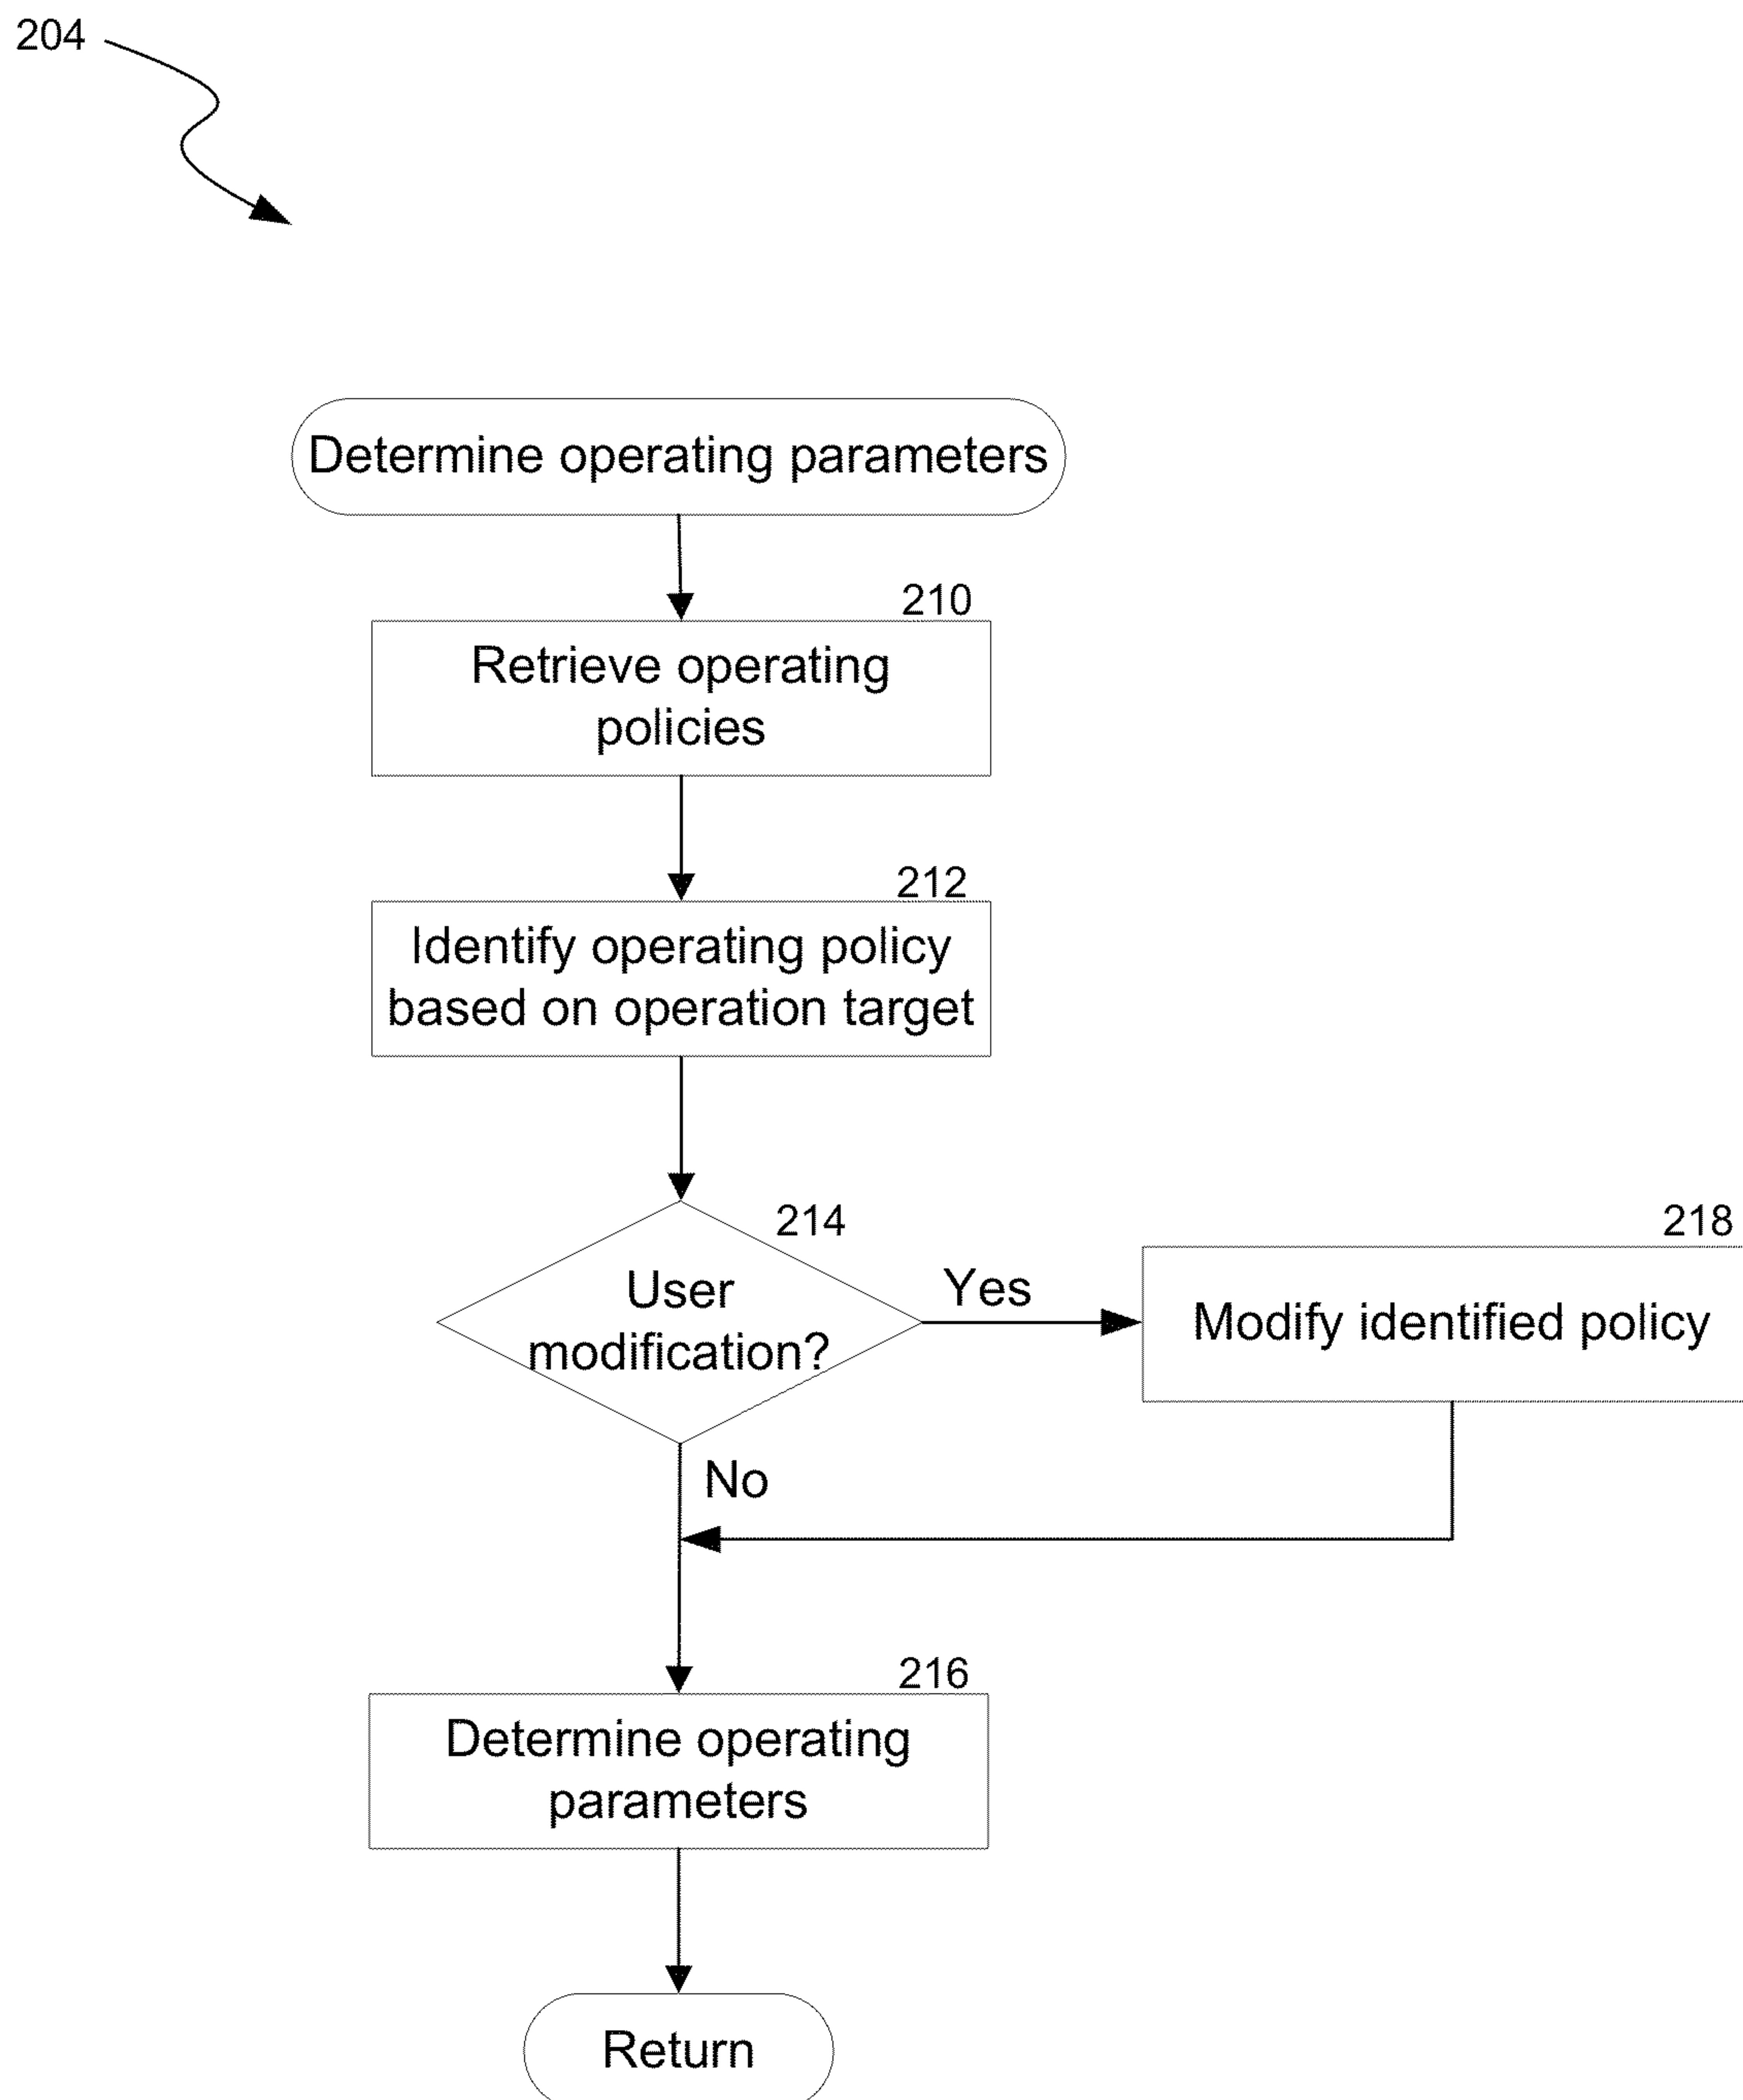 204
Determine operating parameters
210
Retrieve operating
policies
212
Identify operating policy
based on operation target
214
User
modification?
Yes
218
Modify identified policy
No
216
Determine operating
parameters
Return